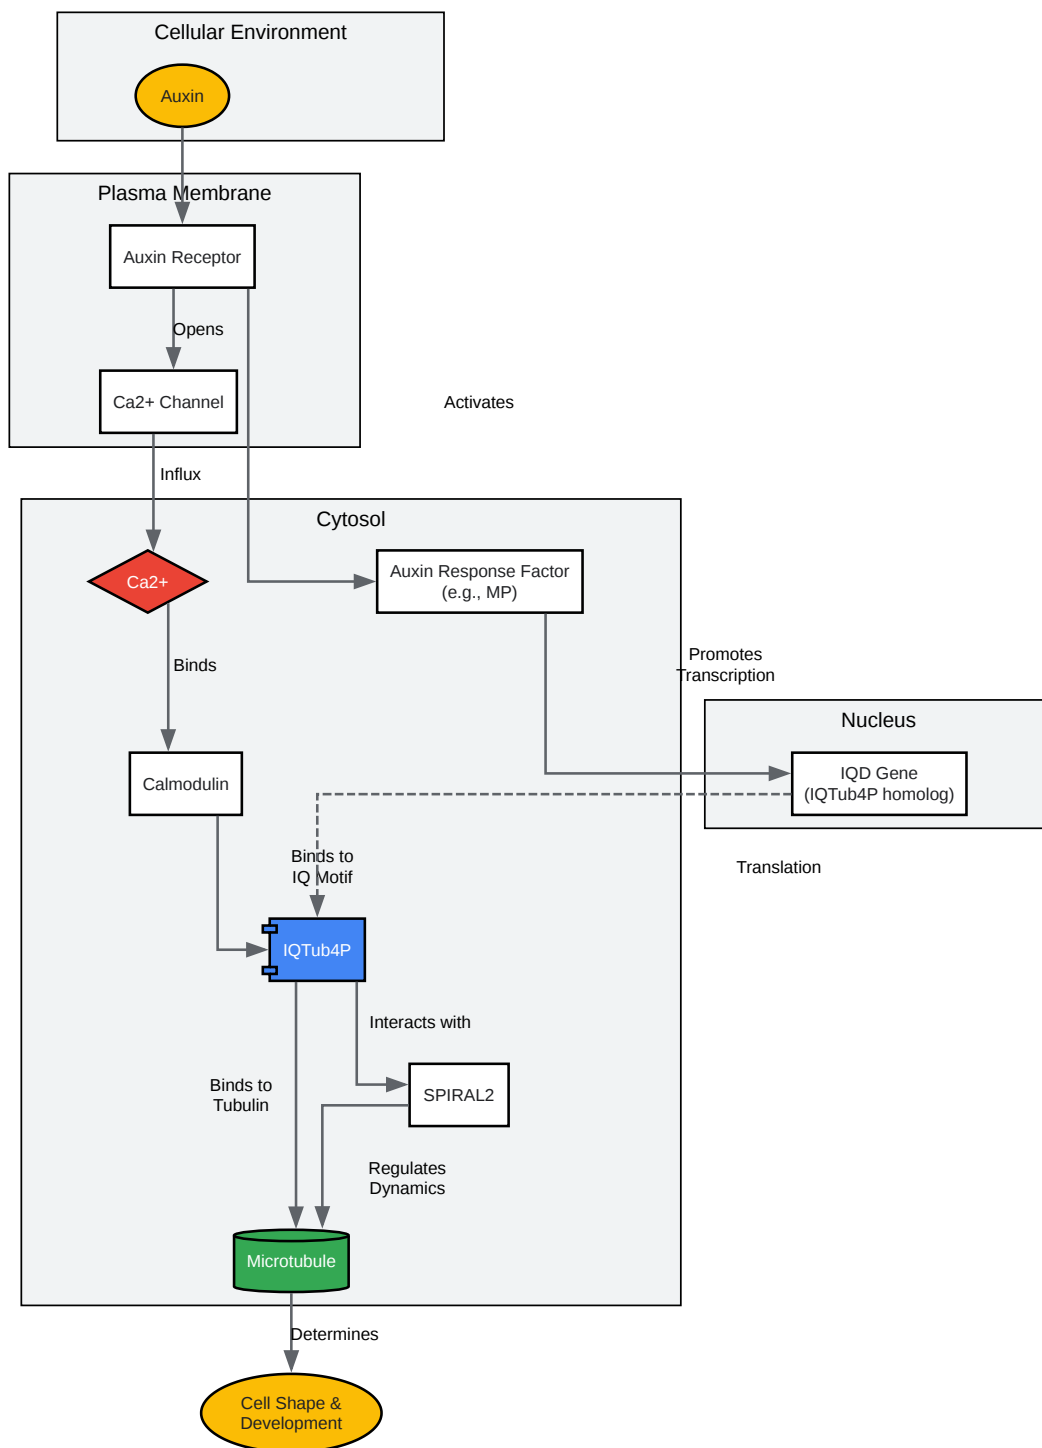 Cellular Environment
Auxin
Plasma Membrane
Auxin Receptor
Opens
Ca2+ Channel
Activates
Influx
Cytosol
Ca2+
Auxin Response Factor
(e.g., MP)
Binds
Promotes
Transcription
Nucleus
Calmodulin
IQD Gene
(IQTub4P homolog)
Binds to
IQ Motif
Translation
IQTub4P
Interacts with
Binds to
Tubulin
SPIRAL2
Regulates
Dynamics
Microtubule
Determines
Cell Shape &
Development